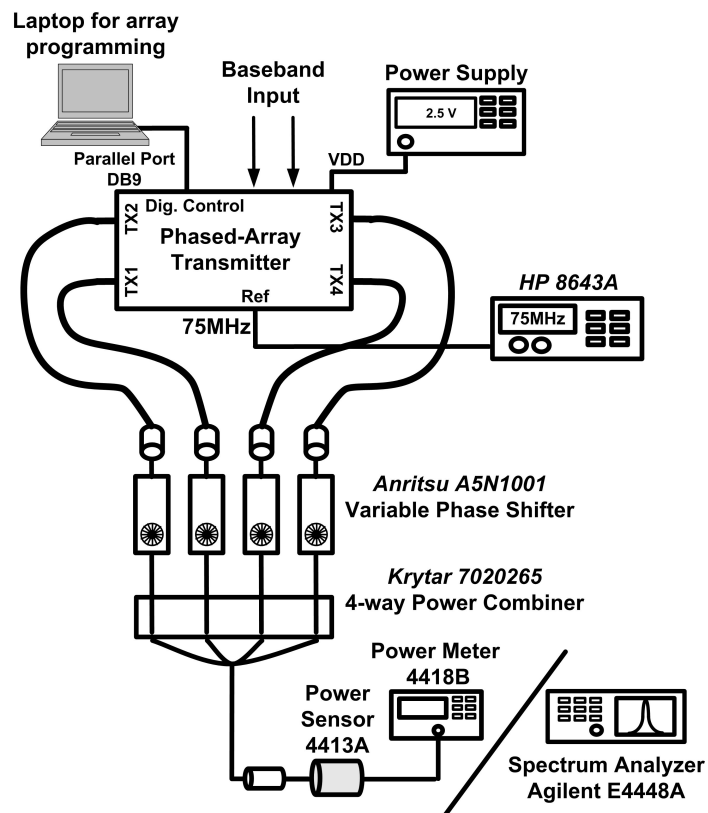 Laptop for array
programming
Baseband
Input
Power Supply
2.5 V
Parallel Port
DB9
VDD
TX2
Dig. Control
TX3
Phased-Array
Transmitter
TX1
TX4
Ref
75MHz
HP 8643A
75MHz
Anritsu A5N1001
Variable Phase Shifter
Krytar 7020265
4-way Power Combiner
Power Meter
4418B
Power
Sensor
4413A
Spectrum Analyzer
Agilent E4448A